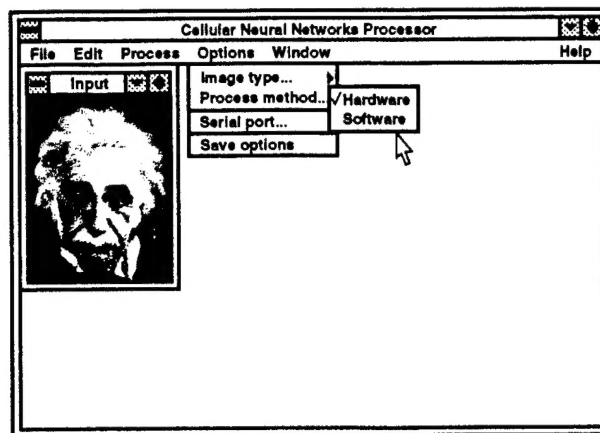 Cellular Neural Networks Processor
File Edit Process Options Window Help
Input
Image type...
Process method...
✓Hardware
Software
Serial port...
Save options